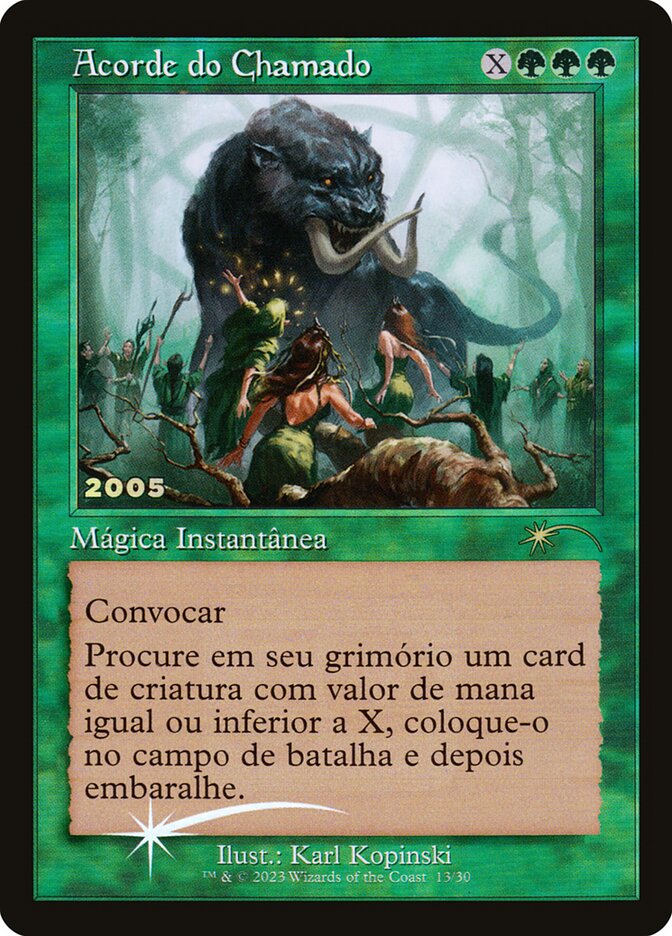 Acorde do Chamado X
2005
Mágica Instantânea
Convocar
Procure em seu grimório um card
de criatura com valor de mana
igual ou inferior a X, coloque-o
no campo de batalha e depois
embaralhe.
Ilust.: Karl Kopinski
™ & © 2023 Wizards of the Coast 13/30